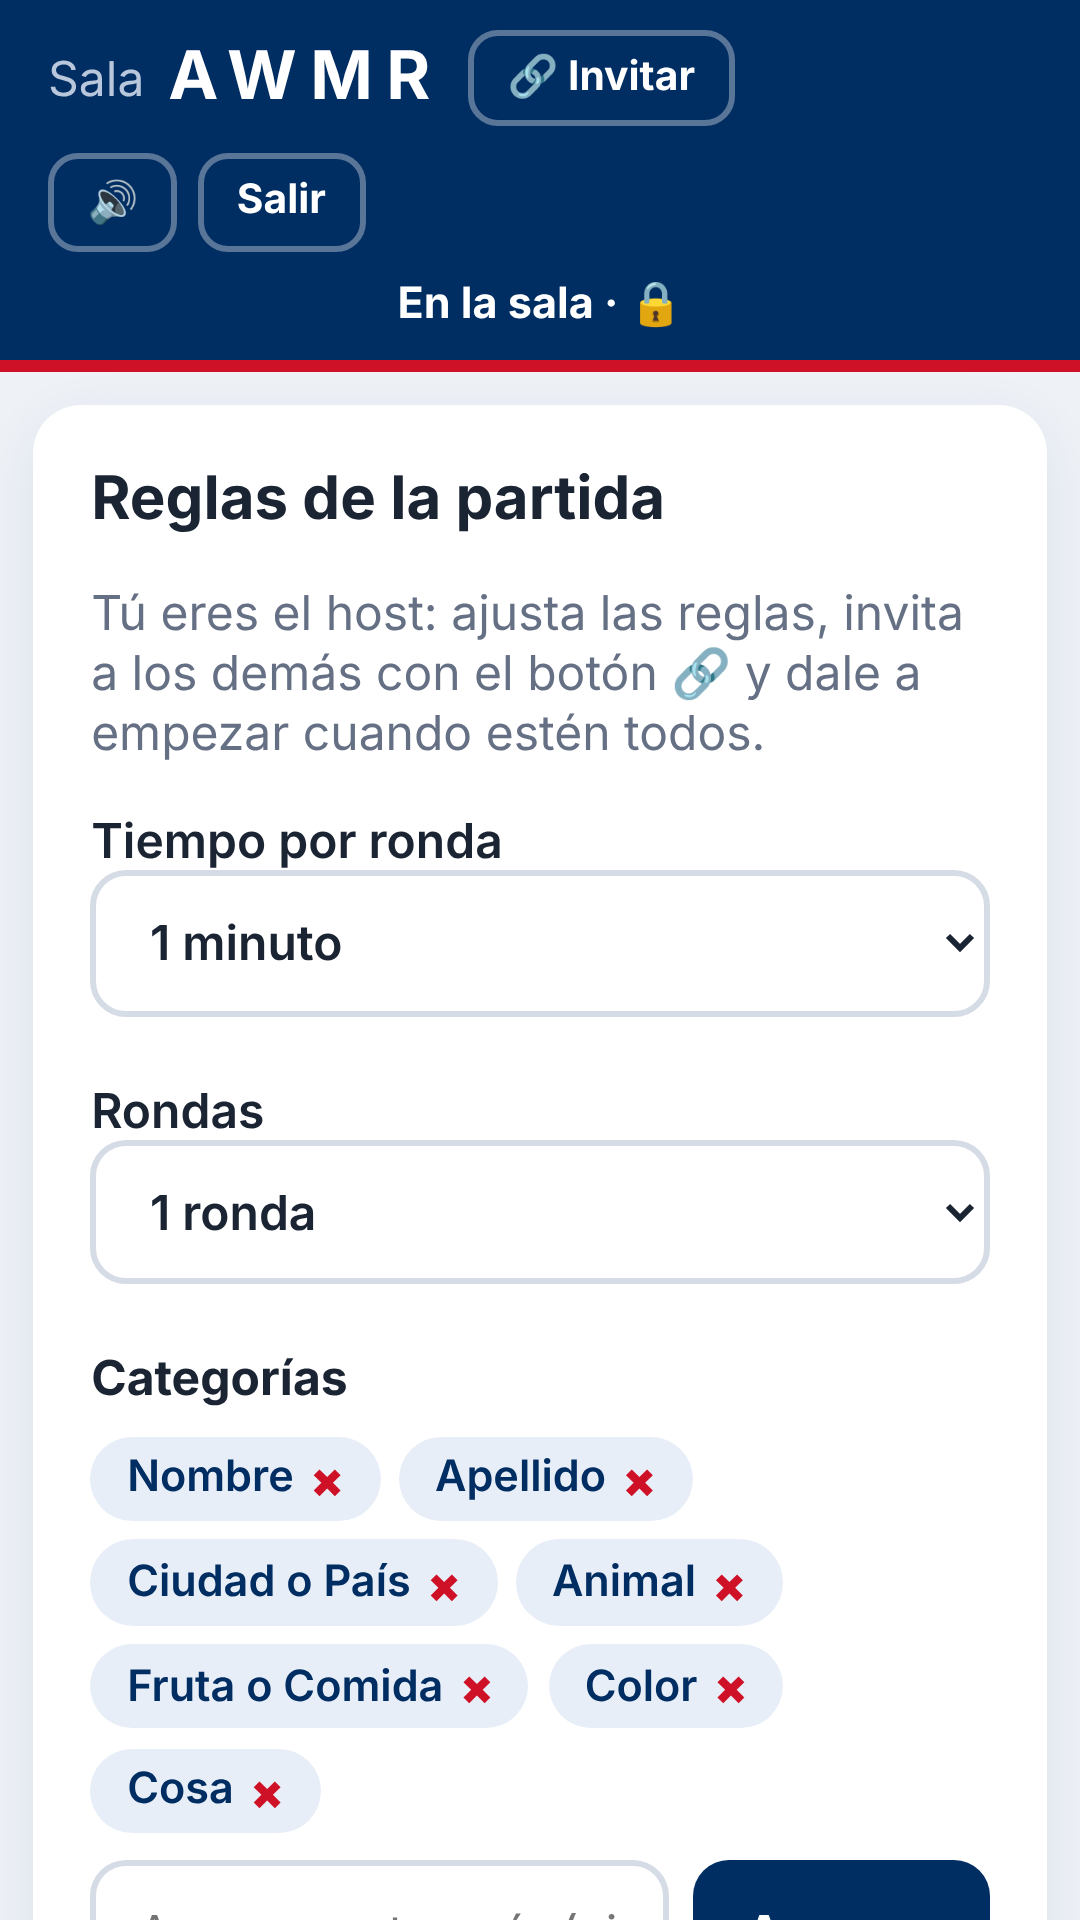 Sala AWMR 🔗 Invitar
🔊 Salir
En la sala · 🔒
Reglas de la partida
Tú eres el host: ajusta las reglas, invita
a los demás con el botón 🔗 y dale a
empezar cuando estén todos.
Tiempo por ronda
1 minuto
Rondas
1 ronda
Categorías
Nombre ✖ Apellido ✖
Ciudad o País ✖ Animal ✖
Fruta o Comida ✖ Color ✖
Cosa ✖